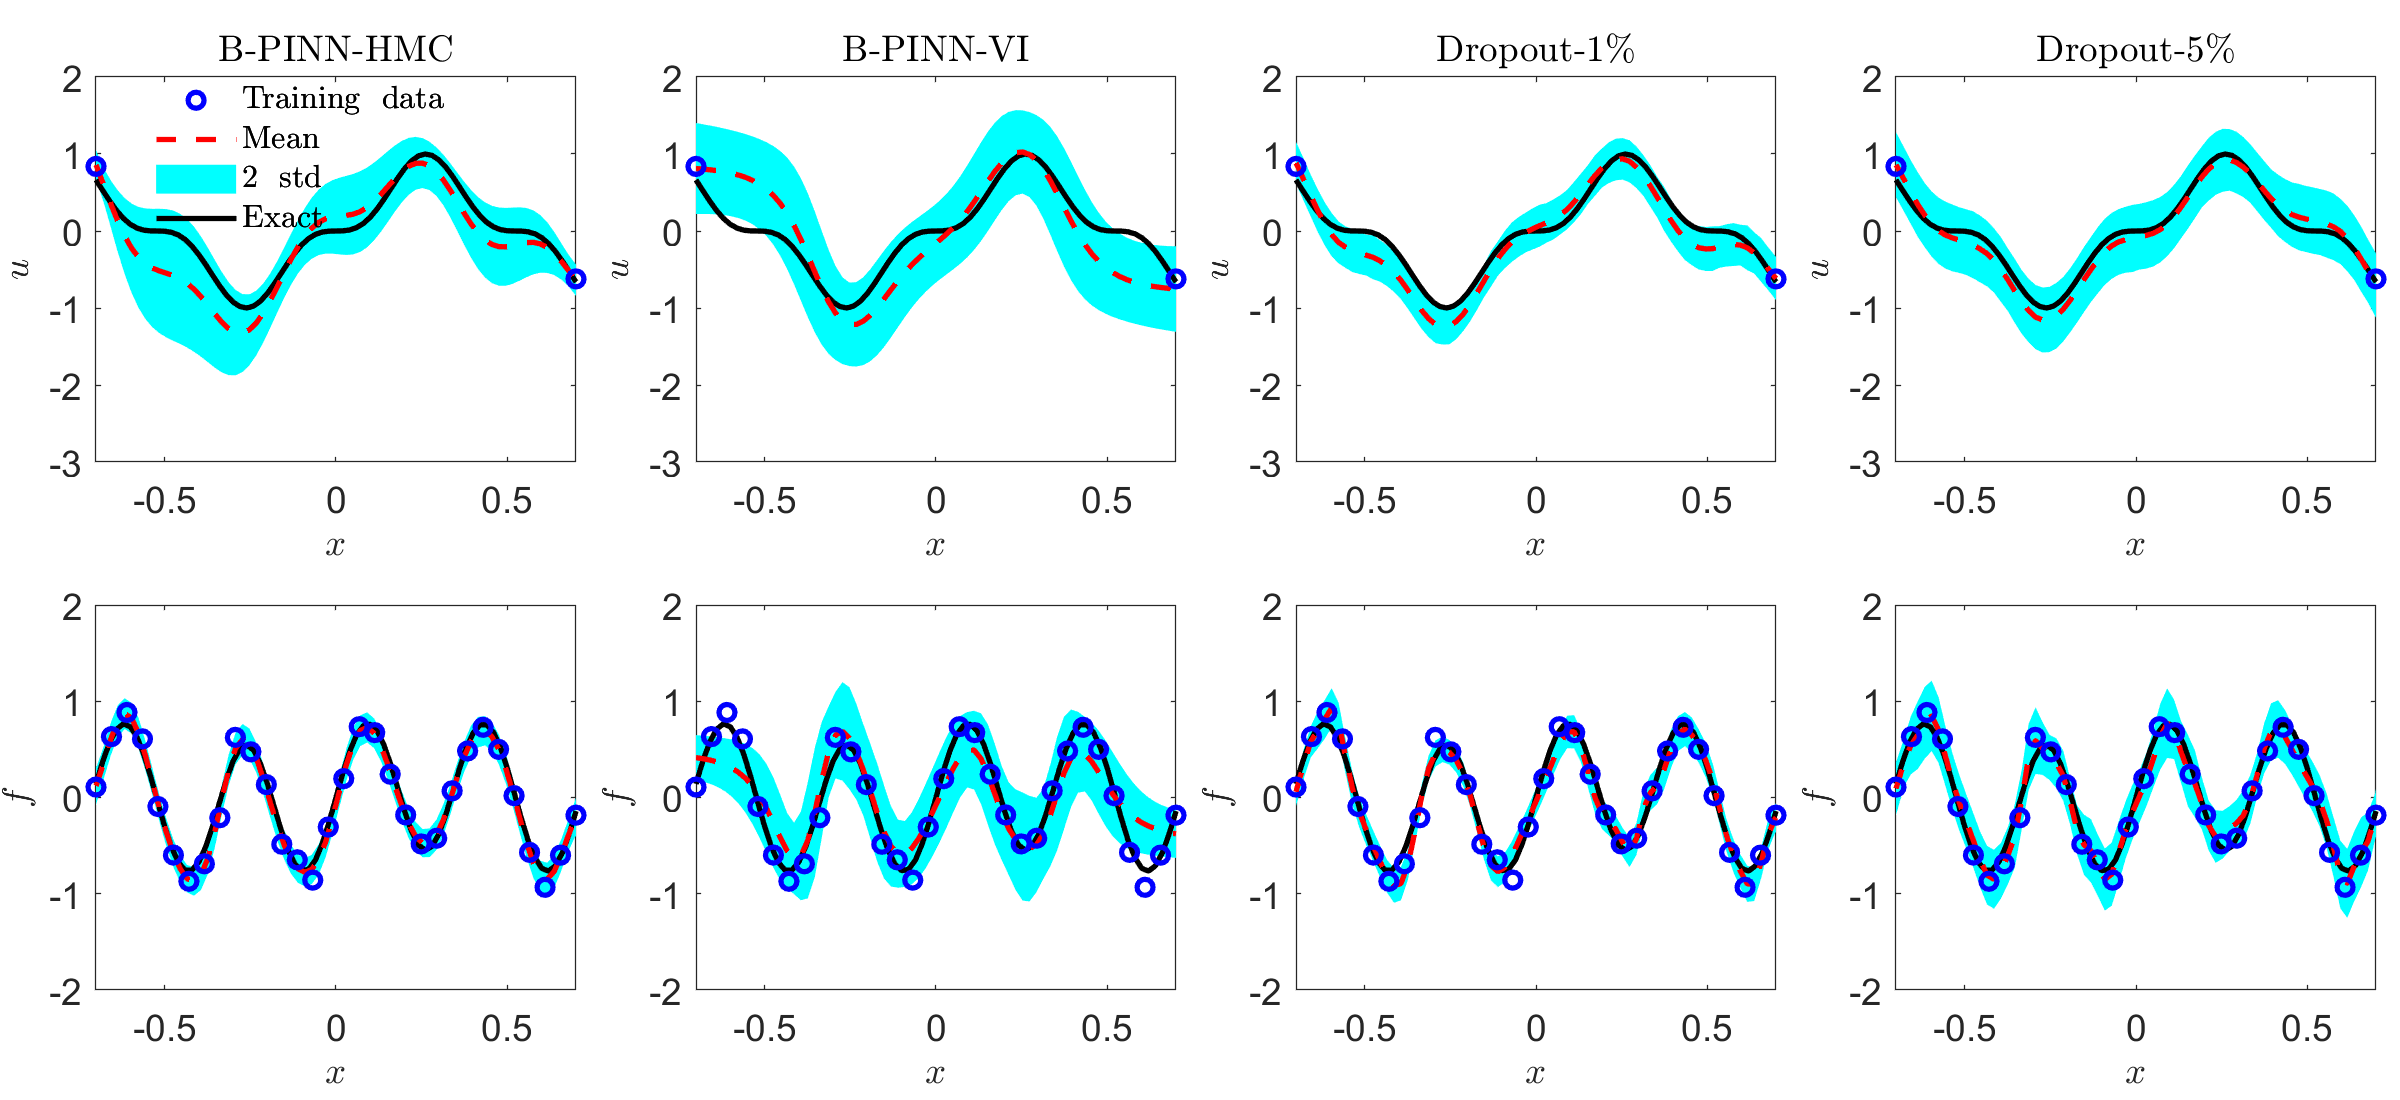 B-PINN-HMC
B-PINN-VI
Dropout-1%
Dropout-5%
Training data
Mean
2 std
Exact
2
1
0
-1
-2
-3
u
-0.5 0 0.5
x
2
1
0
-1
-2
-3
u
-0.5 0 0.5
x
2
1
0
-1
-2
-3
u
-0.5 0 0.5
x
2
1
0
-1
-2
-3
u
-0.5 0 0.5
x
2
1
0
-1
-2
f
-0.5 0 0.5
x
2
1
0
-1
-2
f
-0.5 0 0.5
x
2
1
0
-1
-2
f
-0.5 0 0.5
x
2
1
0
-1
-2
f
-0.5 0 0.5
x